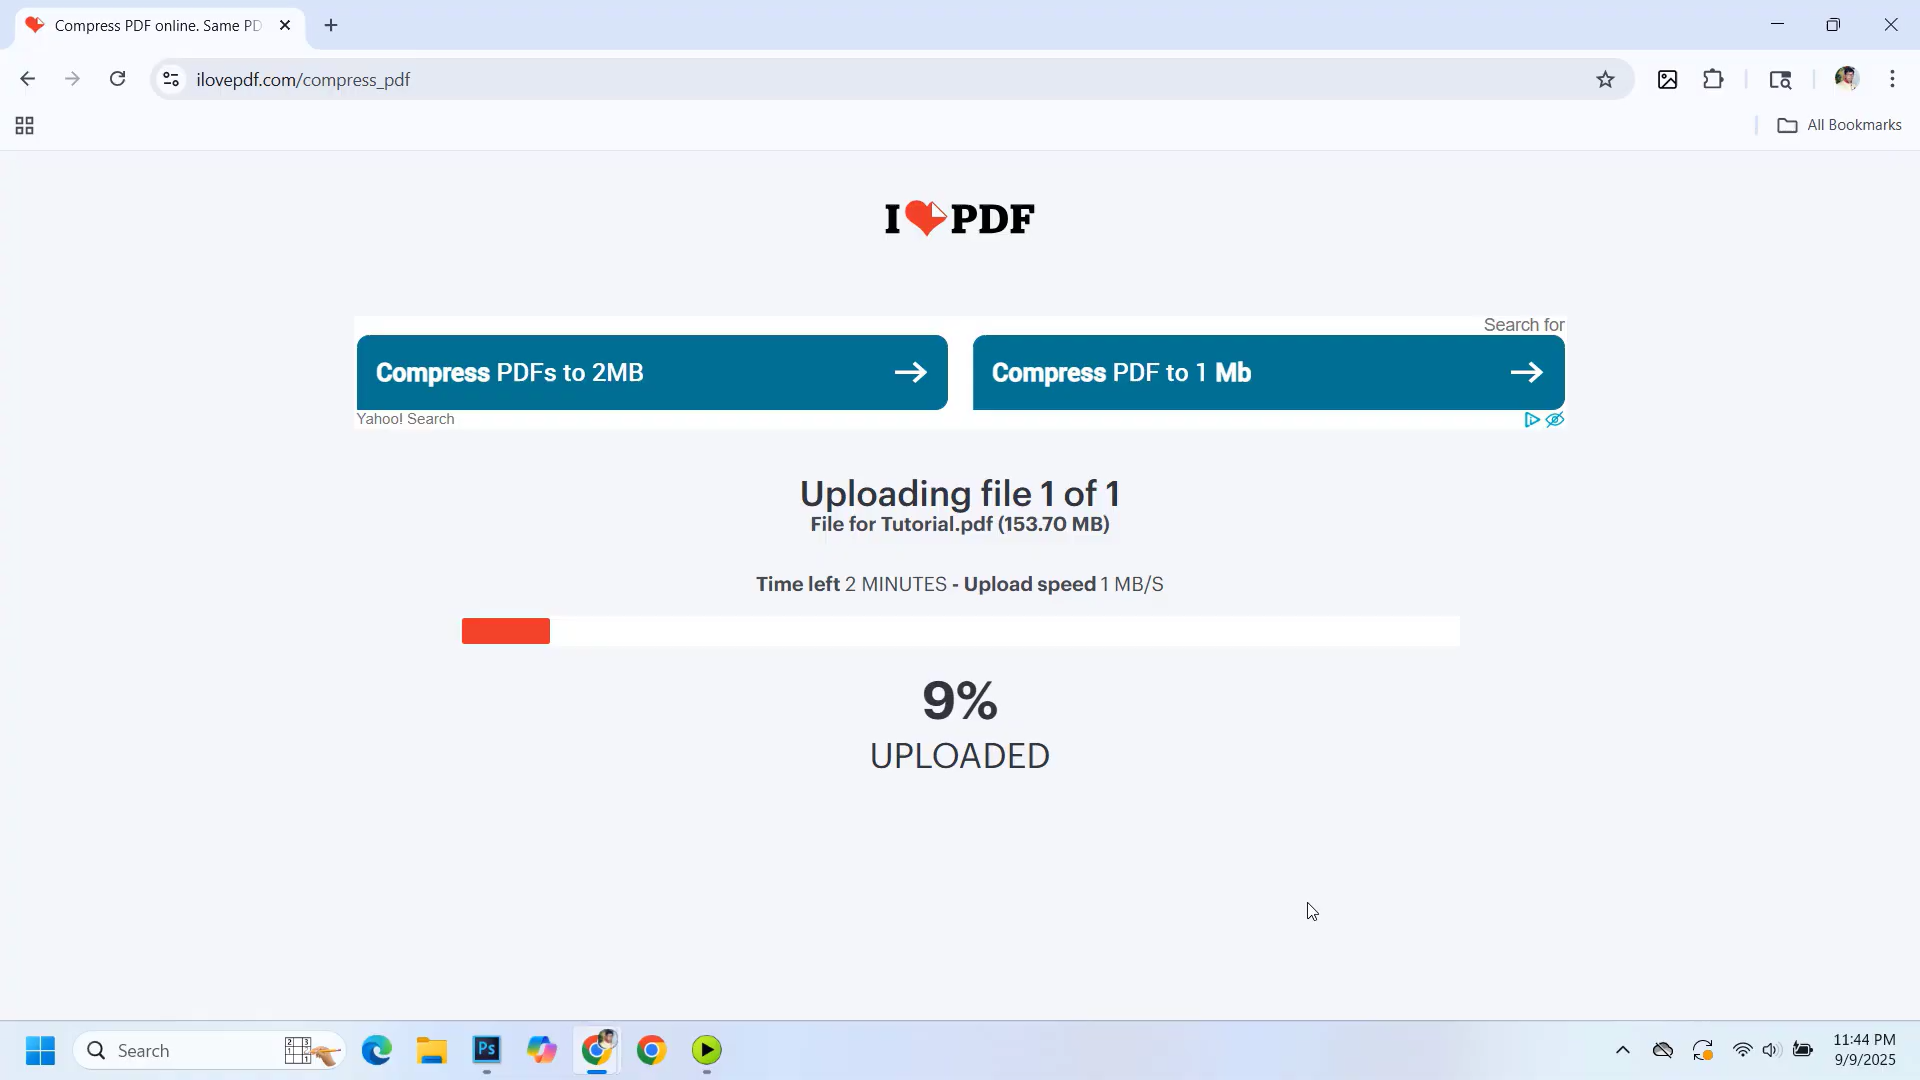 Compress PDF online. Same PD
ilovepdf.com/compress_pdf
All Bookmarks
I PDF
Search for
Compress PDFs to 2MB
Compress PDF to 1 Mb
Yahoo! Search
Uploading file 1 of 1
File for Tutorial.pdf (153.70 MB)
Time left 2 MINUTES - Upload speed 1 MB/S
9%
UPLOADED
Search
Ps
11:44 PM
9/9/2025